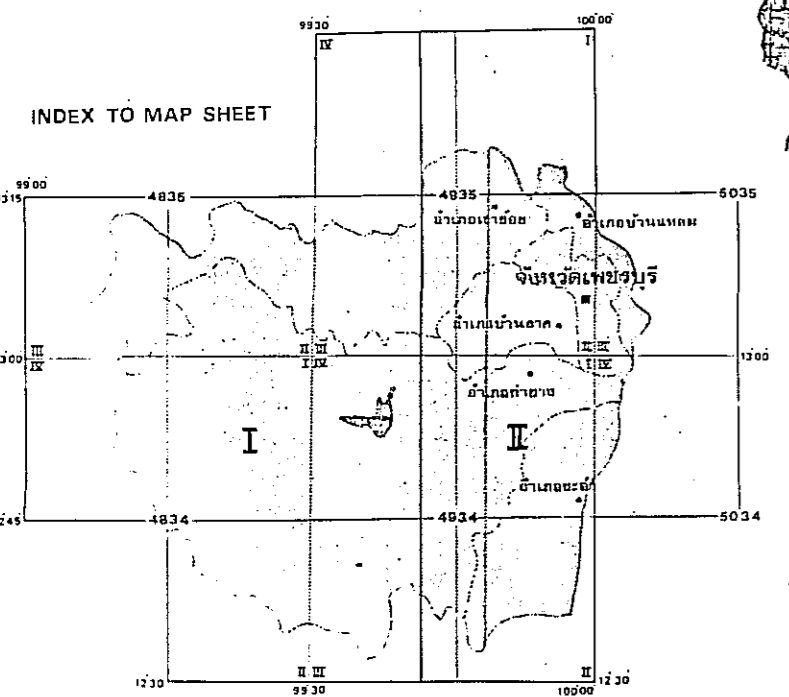 99°30'
100°00'
IV
I
INDEX TO MAP SHEET
99°00'
315
4835
4835
5035
อำเภอเขาย้อย
อำเภอบ้านแหลม
จังหวัดเพชรบุรี
อำเภอบ้านลาด
III
II III
II III
300
1300
IV
I IV
I IV
อำเภอท่ายาง
I
II
อำเภอชะอำ
245
4834
4934
5034
12°30'
II III
99°30'
II
100°00'
12°30'